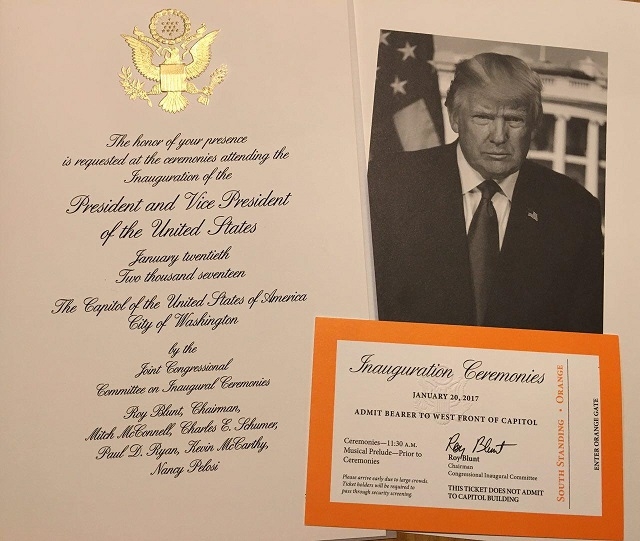 The honor of your presence
is requested at the ceremonies attending the
Inauguration of the
President and Vice President
of the United States
January twentieth
Two thousand seventeen
The Capitol of the United States of America
City of Washington
by the
Joint Congressional
Committee on Inaugural Ceremonies
Roy Blunt, Chairman,
Mitch McConnell, Charles E. Schumer,
Paul D. Ryan, Kevin McCarthy,
Nancy Pelosi
Inauguration Ceremonies
JANUARY 20, 2017
ADMIT BEARER TO WEST FRONT OF CAPITOL
Ceremonies—11:30 A.M.
Musical Prelude—Prior to
Ceremonies
Please arrive early due to large crowds.
Ticket holders will be required to
pass through security screening.
Roy Blunt
Roy Blunt
Chairman
Congressional Inaugural Committee
THIS TICKET DOES NOT ADMIT
TO CAPITOL BUILDING
SOUTH STANDING • ORANGE
ENTER ORANGE GATE